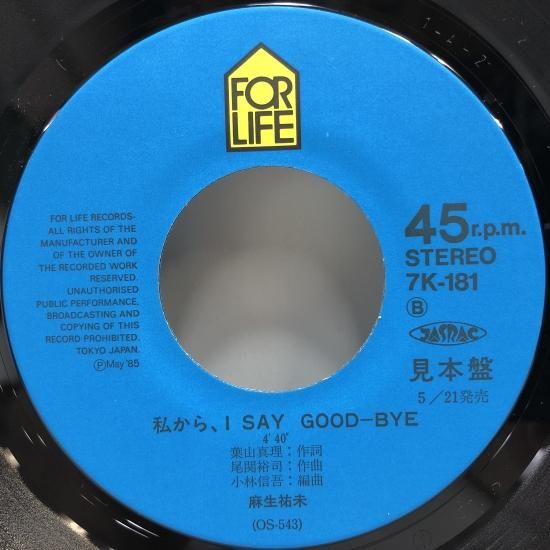 FOR
LIFE
FOR LIFE RECORDS-
ALL RIGHTS OF THE
MANUFACTURER AND
OF THE OWNER OF
THE RECORDED WORK
RESERVED.
UNAUTHORISED
PUBLIC PERFORMANCE,
BROADCASTING AND
COPYING OF THIS
RECORD PROHIBITED.
TOKYO JAPAN.
ⓟMay'85
45r.p.m.
STEREO
7K-181
Ⓑ
JASRAC
見本盤
5/21発売
私から、I SAY GOOD-BYE
4'40"
葉山真理:作詞
尾関裕司:作曲
小林信吾:編曲
麻生祐未
(OS-543)